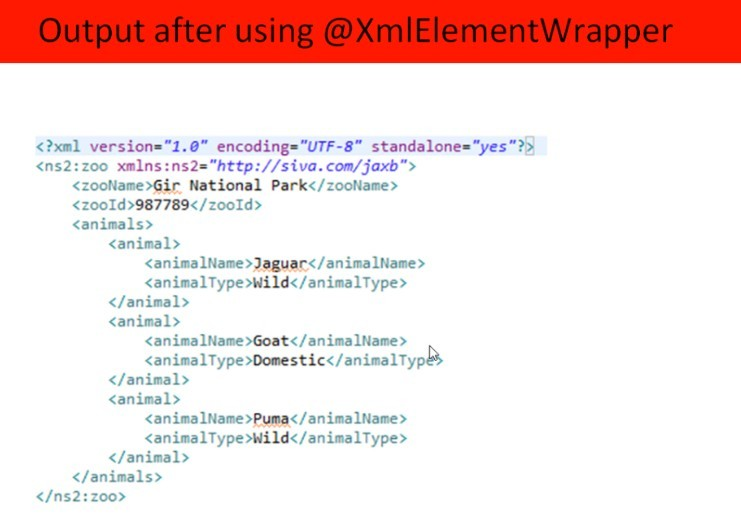 Output after using @XmlElementWrapper
<?xml version="1.0" encoding="UTF-8" standalone="yes"?>
<ns2:zoo xmlns:ns2="http://siva.com/jaxb">
<zooName>Gir National Park</zooName>
<zooId>987789</zooId>
<animals>
<animal>
<animalName>Jaguar</animalName>
<animalType>Wild</animalType>
</animal>
<animal>
<animalName>Goat</animalName>
<animalType>Domestic</animalType>
</animal>
<animal>
<animalName>Puma</animalName>
<animalType>Wild</animalType>
</animal>
</animals>
</ns2:zoo>